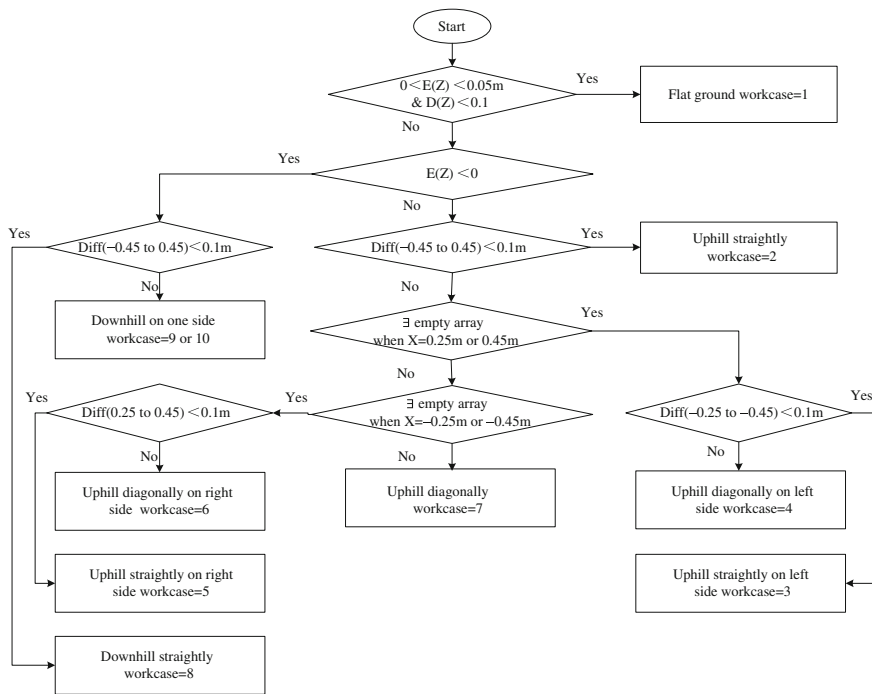 Start
0<E(Z)<0.05m
& D(Z)<0.1
Yes
Flat ground workcase=1
No
Yes
E(Z)<0
No
Yes
Diff(−0.45 to 0.45)<0.1m
Diff(−0.45 to 0.45)<0.1m
Yes
Uphill straightly
workcase=2
No
No
Downhill on one side
workcase=9 or 10
∃ empty array
when X=0.25m or 0.45m
Yes
No
Yes
Diff(0.25 to 0.45)<0.1m
Yes
∃ empty array
when X=−0.25m or −0.45m
Diff(−0.25 to −0.45)<0.1m
Yes
No
No
No
Uphill diagonally on right
side workcase=6
Uphill diagonally
workcase=7
Uphill diagonally on left
side workcase=4
Uphill straightly on right
side workcase=5
Uphill straightly on left
side workcase=3
Downhill straightly
workcase=8